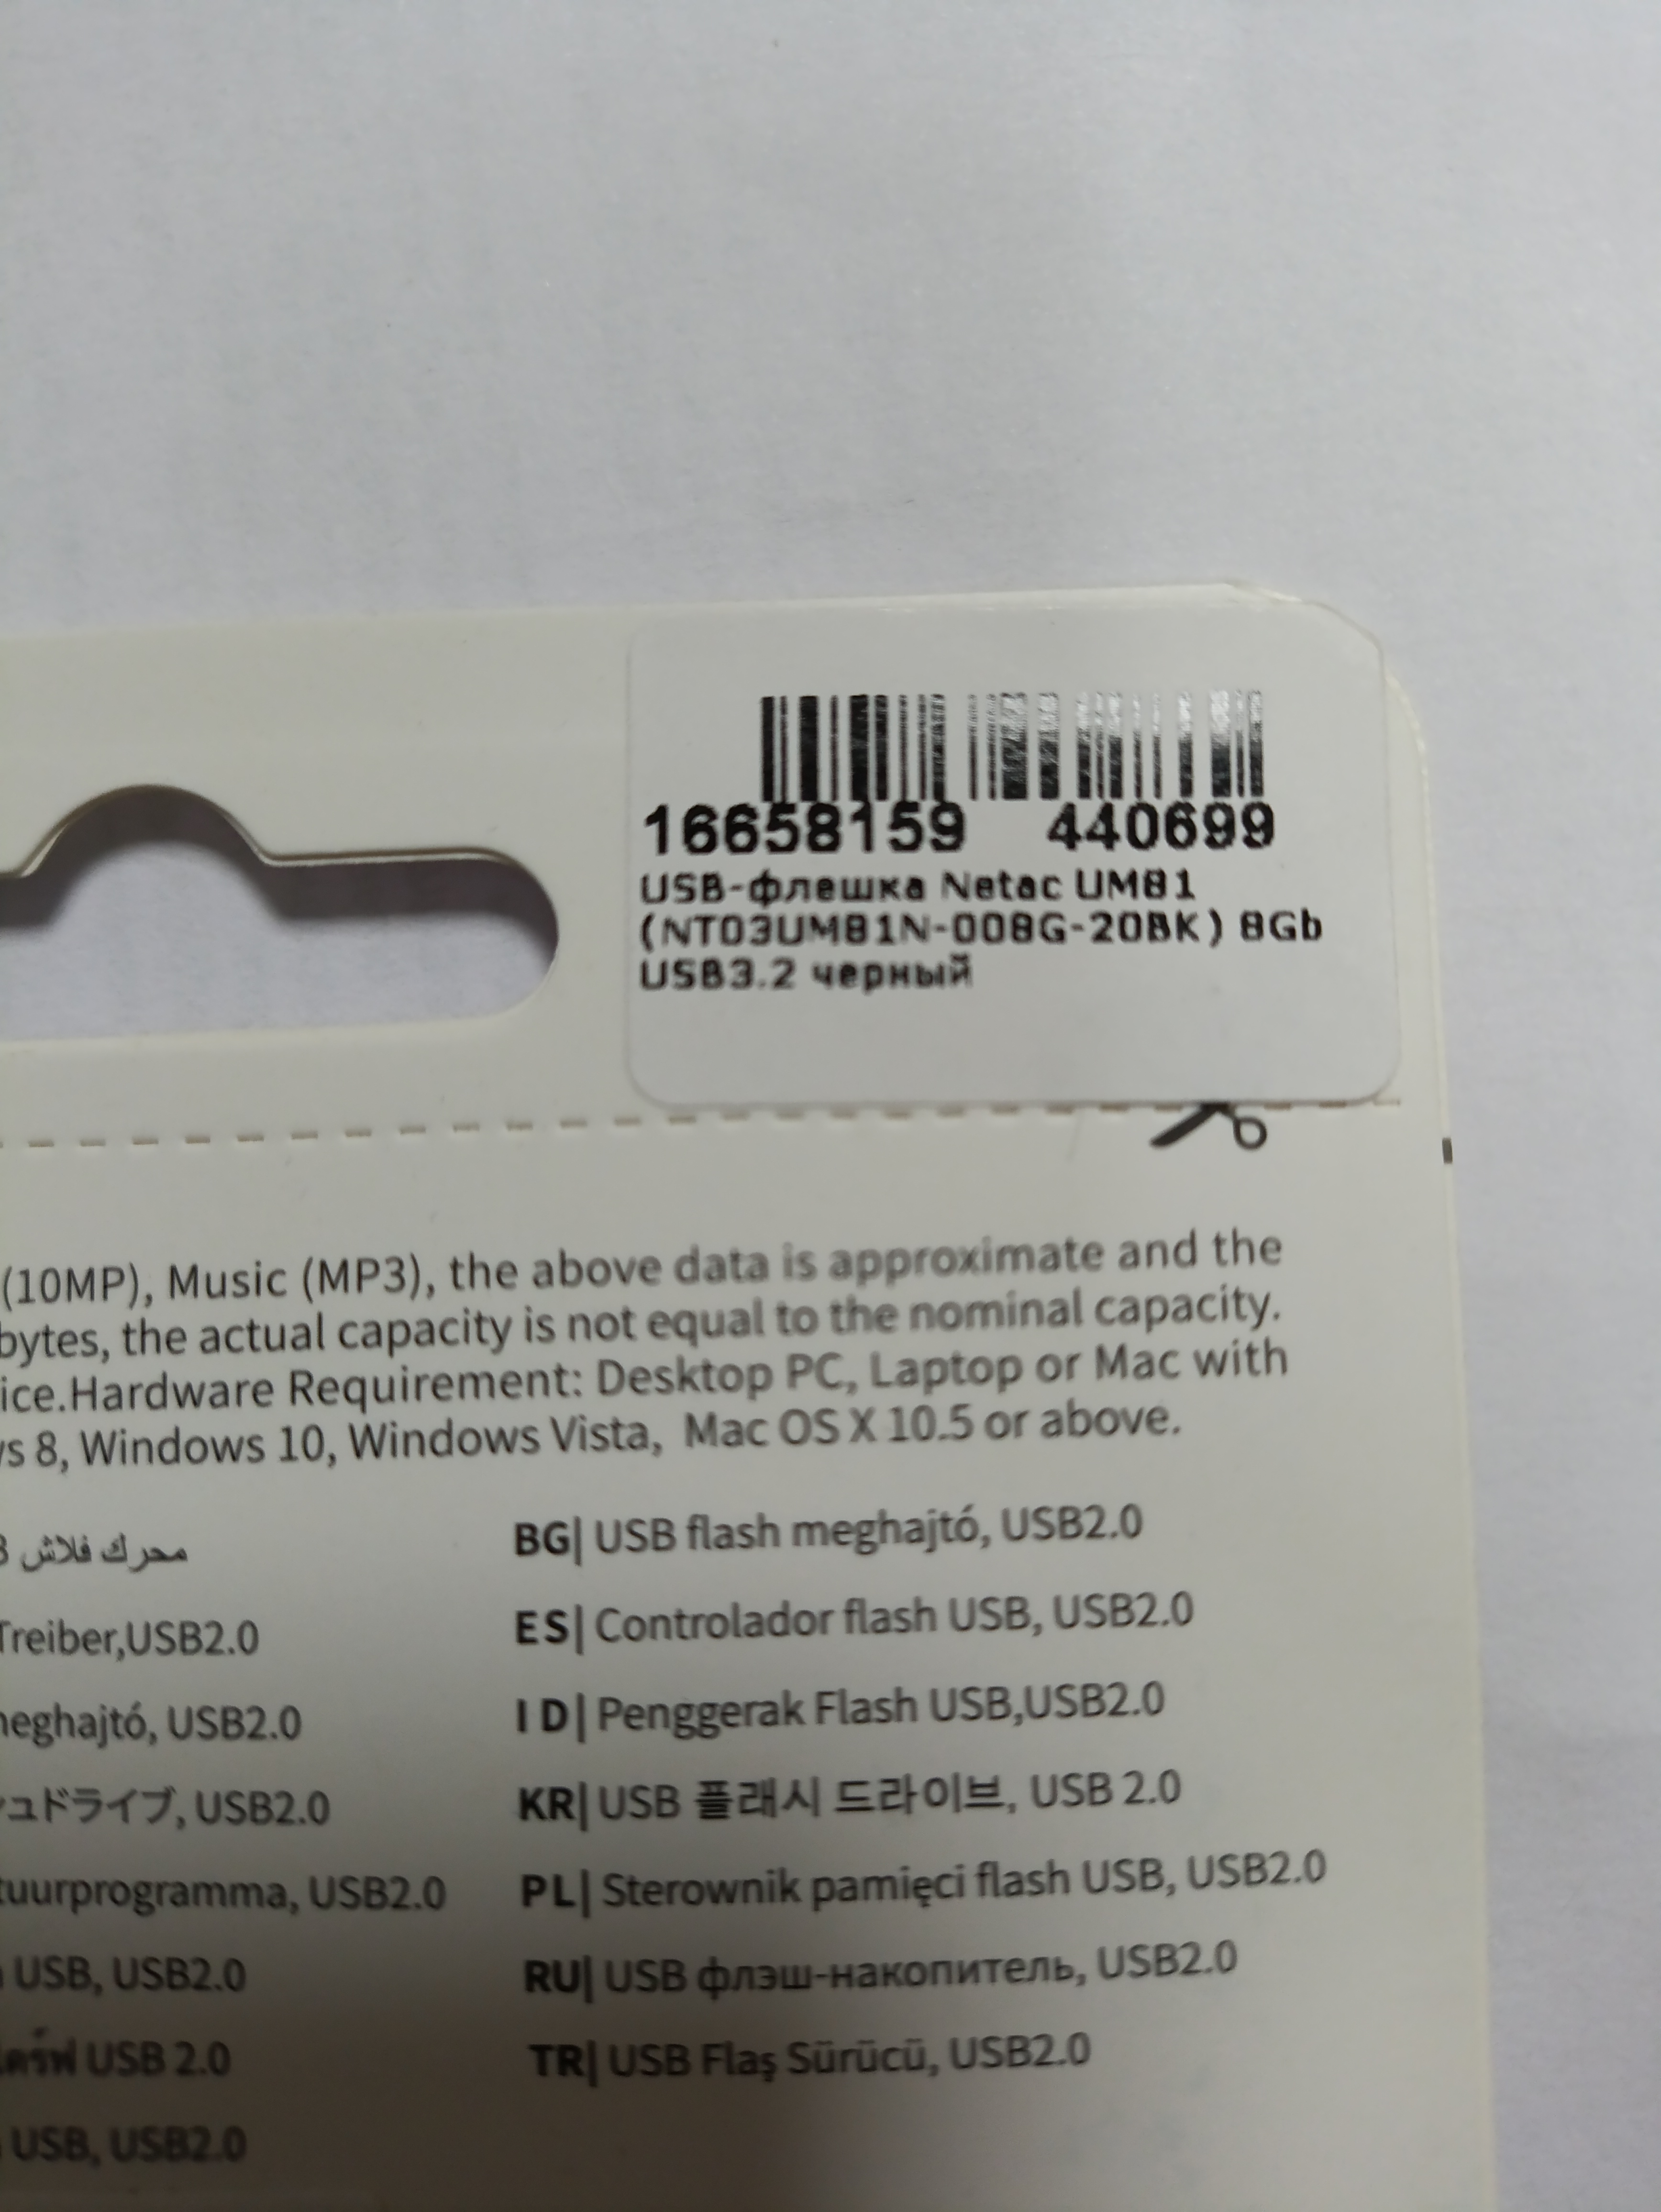 16658159 440699
USB-флешка Netac UM81
(NT03UM81N-008G-20BK) 8Gb
USB3.2 черный
(10MP), Music (MP3), the above data is approximate and the
bytes, the actual capacity is not equal to the nominal capacity.
ice.Hardware Requirement: Desktop PC, Laptop or Mac with
s 8, Windows 10, Windows Vista, Mac OS X 10.5 or above.
محرك فلاش
Treiber,USB2.0
eghajtó, USB2.0
ュドライブ, USB2.0
tuurprogramma, USB2.0
USB, USB2.0
USB 2.0
USB, USB2.0
BG| USB flash meghajtó, USB2.0
ES| Controlador flash USB, USB2.0
ID| Penggerak Flash USB,USB2.0
KR| USB 플래시 드라이브, USB 2.0
PL| Sterownik pamięci flash USB, USB2.0
RU| USB флэш-накопитель, USB2.0
TR| USB Flaş Sürücü, USB2.0